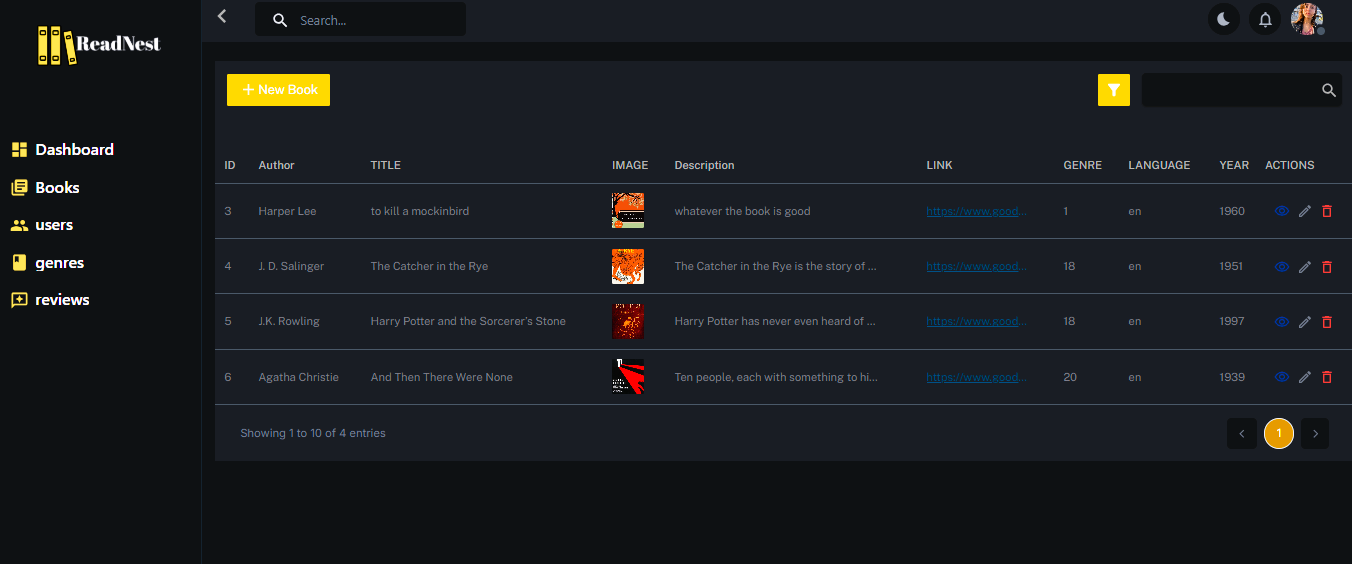 ReadNest
Search...
Dashboard
Books
users
genres
reviews
+ New Book
ID Author TITLE IMAGE Description LINK GENRE LANGUAGE YEAR ACTIONS
3 Harper Lee to kill a mockinbird whatever the book is good https://www.good... 1 en 1960
4 J. D. Salinger The Catcher in the Rye The Catcher in the Rye is the story of ... https://www.good... 18 en 1951
5 J.K. Rowling Harry Potter and the Sorcerer's Stone Harry Potter has never even heard of ... https://www.good... 18 en 1997
6 Agatha Christie And Then There Were None Ten people, each with something to hi... https://www.good... 20 en 1939
Showing 1 to 10 of 4 entries
1